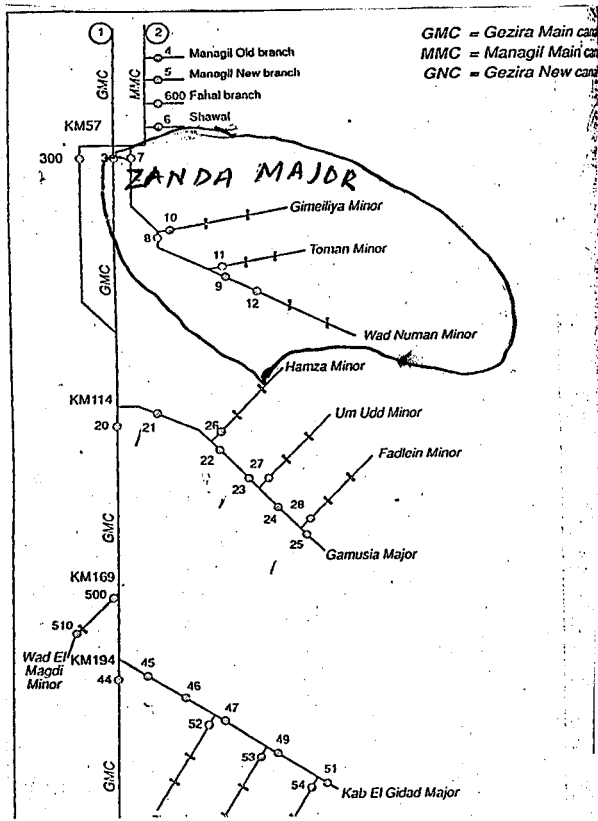 1
2
GMC = Gezira Main can
MMC = Managil Main ca
GNC = Gezira New can
GMC
MMC
4 Managil Old branch
5 Managil New branch
600 Fahal branch
6 Shawal
KM57
300
3
7
ZANDA MAJOR
Gimeiliya Minor
10
8
Toman Minor
11
9
12
GMC
Wad Numan Minor
Hamza Minor
KM114
20
21
26
Um Udd Minor
22
27
Fadlein Minor
23
28
24
25
Gamusia Major
GMC
KM169
500
510
Wad El
Magdi
Minor
KM194
44
45
46
47
52
49
53
51
54
Kab El Gidad Major
GMC